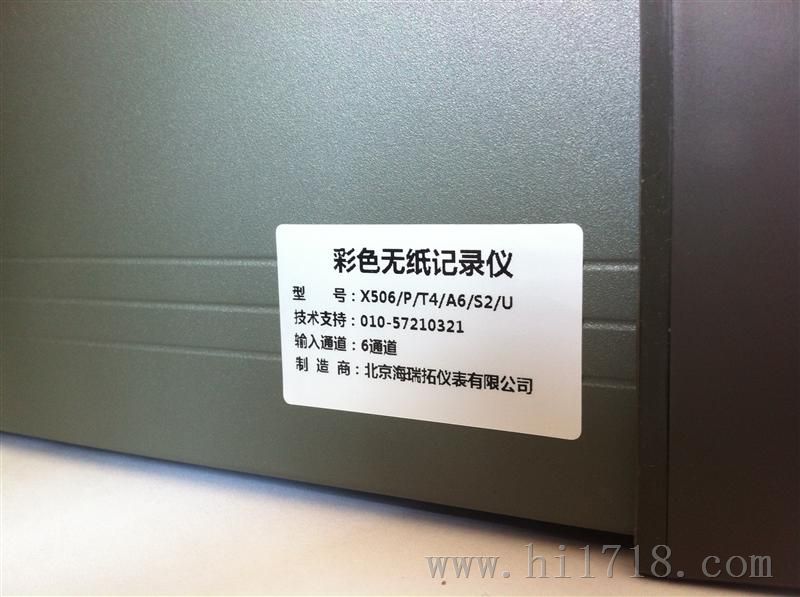 彩色无纸记录仪
型 号：X506/P/T4/A6/S2/U
技术支持：010-57210321
输入通道：6通道
制 造 商：北京海瑞拓仪表有限公司
www.hi1718.com